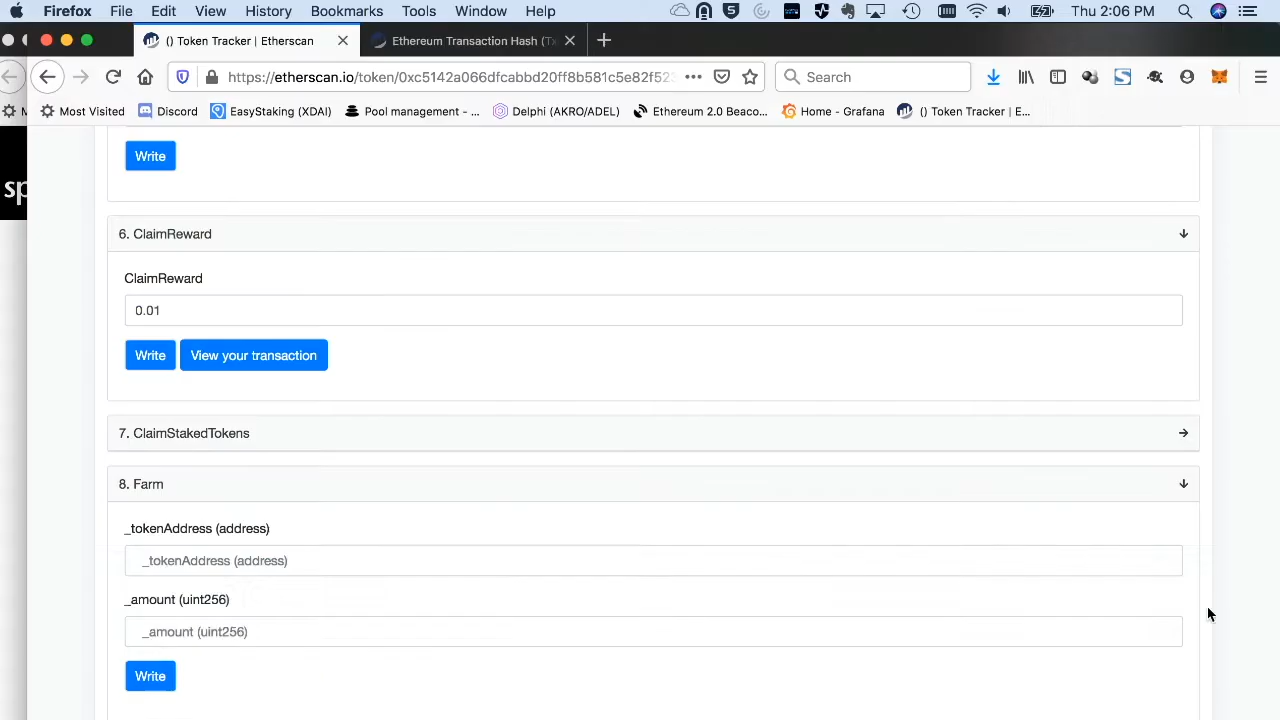 Firefox File Edit View History Bookmarks Tools Window Help Thu 2:06 PM
() Token Tracker | Etherscan Ethereum Transaction Hash (Tx
https://etherscan.io/token/0xc5142a066dfcabbd20ff8b581c5e82f523 Search
Most Visited Discord EasyStaking (XDAI) Pool management - ... Delphi (AKRO/ADEL) Ethereum 2.0 Beaco... Home - Grafana () Token Tracker | E...
sp
Write
6. ClaimReward
ClaimReward
0.01
Write View your transaction
7. ClaimStakedTokens
8. Farm
_tokenAddress (address)
_tokenAddress (address)
_amount (uint256)
_amount (uint256)
Write